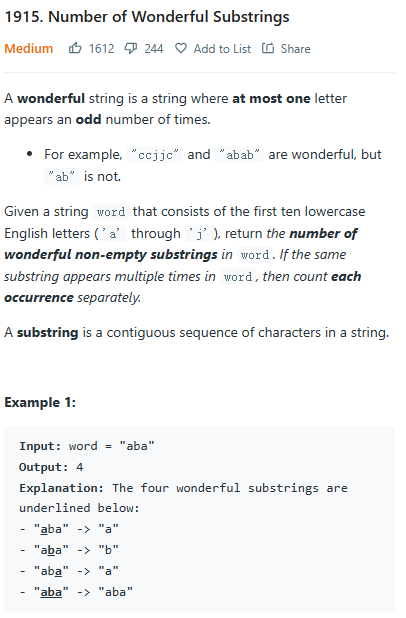 1915. Number of Wonderful Substrings
Medium 1612 244 Add to List Share
A wonderful string is a string where at most one letter
appears an odd number of times.
• For example, "ccjjc" and "abab" are wonderful, but
"ab" is not.
Given a string word that consists of the first ten lowercase
English letters ('a' through 'j'), return the number of
wonderful non-empty substrings in word. If the same
substring appears multiple times in word, then count each
occurrence separately.
A substring is a contiguous sequence of characters in a string.
Example 1:
Input: word = "aba"
Output: 4
Explanation: The four wonderful substrings are
underlined below:
- "aba" -> "a"
- "aba" -> "b"
- "aba" -> "a"
- "aba" -> "aba"